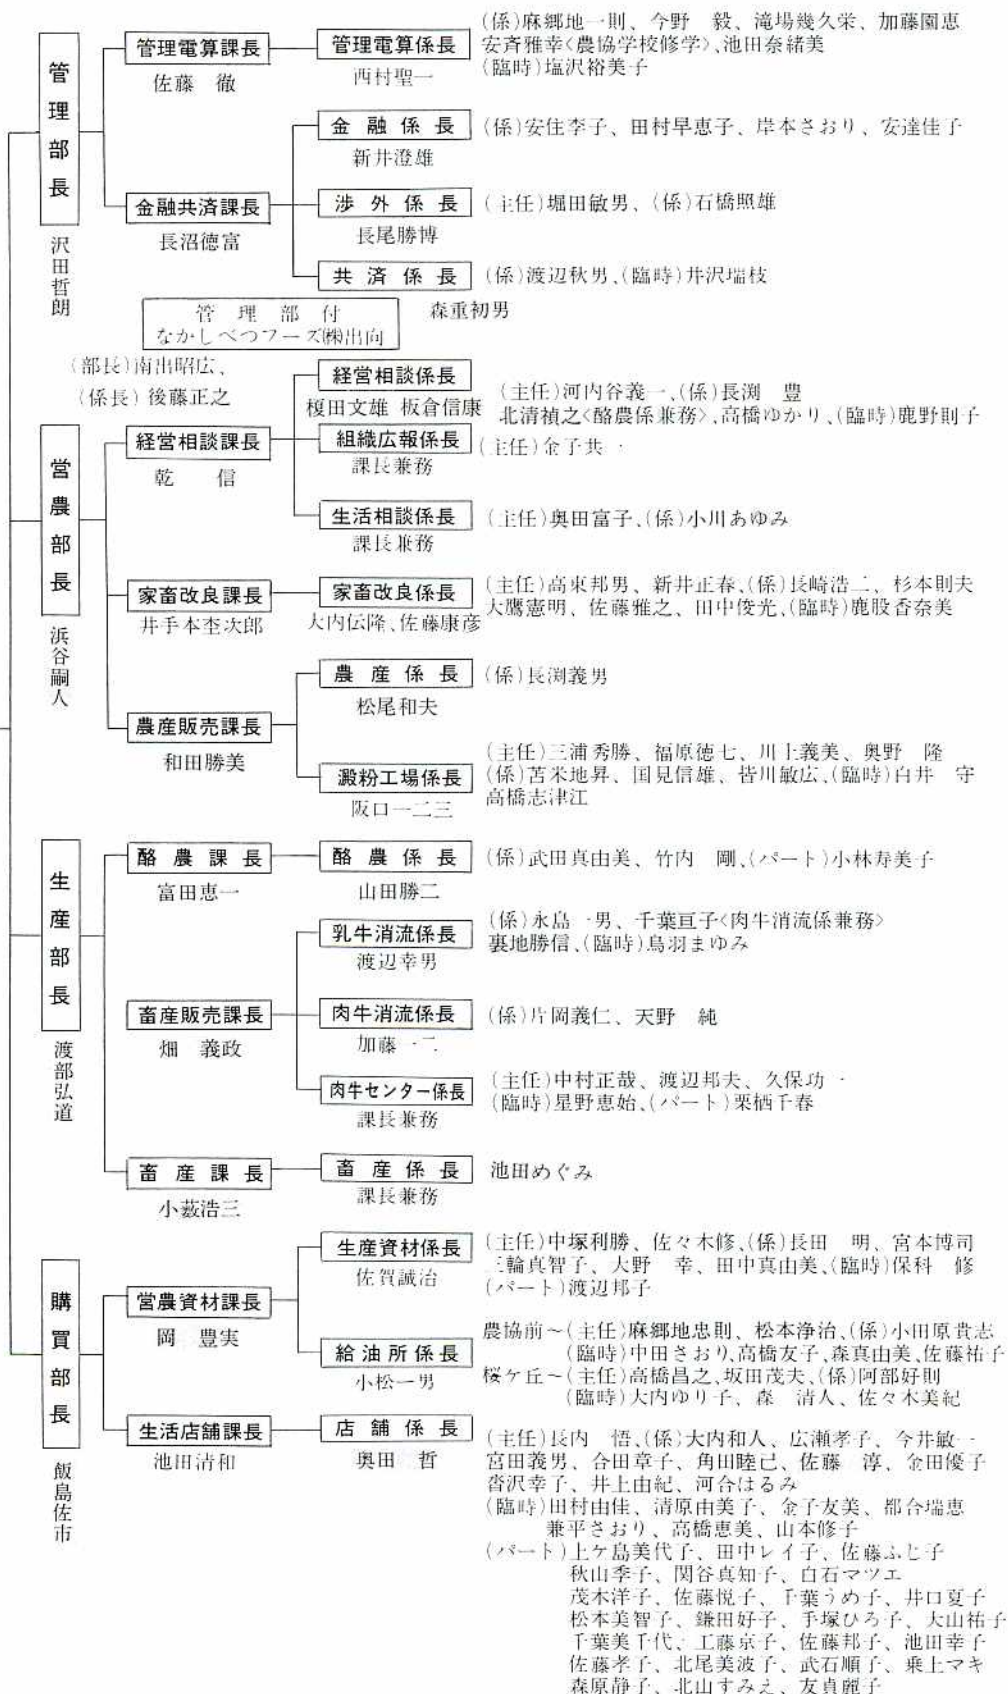 管理部長
沢田哲朗
管理電算課長
佐藤　徹
管理電算係長
西村聖一
(係)麻郷地一則、今野　毅、滝場幾久栄、加藤園恵
安斉雅幸<農協学校修学>、池田奈緒美
(臨時)塩沢裕美子
金融共済課長
長沼徳富
金融係長
新井澄雄
(係)安住李子、田村早恵子、岸本さおり、安達佳子
渉外係長
長尾勝博
(主任)堀田敏男、(係)石橋照雄
共済係長
森重初男
(係)渡辺秋男、(臨時)井沢瑞枝
管理部付
なかしべつフーズ㈱出向
(部長)南出昭広、
(係長)後藤正之
営農部長
浜谷嗣人
経営相談課長
乾　信
経営相談係長
榎田文雄 板倉信康
(主任)河内谷義一、(係)長渕　豊
北清禎之<酪農係兼務>、高橋ゆかり、(臨時)鹿野則子
組織広報係長
課長兼務
(主任)金子共一
生活相談係長
課長兼務
(主任)奥田富子、(係)小川あゆみ
家畜改良課長
井手本杢次郎
家畜改良係長
大内伝隆、佐藤康彦
(主任)高東邦男、新井正春、(係)長崎浩二、杉本則夫
大鷹憲明、佐藤雅之、田中俊光、(臨時)鹿股香奈美
農産販売課長
和田勝美
農産係長
松尾和夫
(係)長渕義男
澱粉工場係長
阪口一二三
(主任)三浦秀勝、福原徳七、川上義美、奥野　隆
(係)苫米地昇、国見信雄、皆川敏広、(臨時)白井　守
高橋志津江
生産部長
渡部弘道
酪農課長
富田恵一
酪農係長
山田勝二
(係)武田真由美、竹内　剛、(パート)小林寿美子
畜産販売課長
畑　義政
乳牛消流係長
渡辺幸男
(係)永島一男、千葉亘子<肉牛消流係兼務>
裏地勝信、(臨時)鳥羽まゆみ
肉牛消流係長
加藤一二
(係)片岡義仁、天野　純
肉牛センター係長
課長兼務
(主任)中村正哉、渡辺邦夫、久保功一
(臨時)星野恵始、(パート)栗栖千春
畜産課長
小薮浩三
畜産係長
課長兼務
池田めぐみ
購買部長
飯島佐市
営農資材課長
岡　豊実
生産資材係長
佐賀誠治
(主任)中塚利勝、佐々木修、(係)長田　明、宮本博司
三輪真智子、大野　幸、田中真由美、(臨時)保科　修
(パート)渡辺邦子
給油所係長
小松一男
農協前～(主任)麻郷地忠則、松本浄治、(係)小田原貴志
(臨時)中田さおり、高橋友子、森真由美、佐藤祐子
桜ケ丘～(主任)高橋昌之、坂田茂夫、(係)阿部好則
(臨時)大内ゆり子、森　清人、佐々木美紀
生活店舗課長
池田清和
店舗係長
奥田　哲
(主任)長内　悟、(係)大内和人、広瀬孝子、今井敏一
宮田義男、合田章子、角田睦己、佐藤　淳、金田優子
沓沢幸子、井上由紀、河合はるみ
(臨時)田村由佳、清原由美子、金子友美、都合瑞恵
兼平さおり、高橋恵美、山本修子
(パート)上ケ島美代子、田中レイ子、佐藤ふじ子
秋山季子、関谷真知子、白石マツエ
茂木洋子、佐藤悦子、千葉うめ子、井口夏子
松本美智子、鎌田好子、手塚ひろ子、大山祐子
千葉美千代、工藤京子、佐藤邦子、池田幸子
佐藤孝子、北尾美波子、武石順子、乗上マキ
森原静子、北山すみえ、友貞麗子